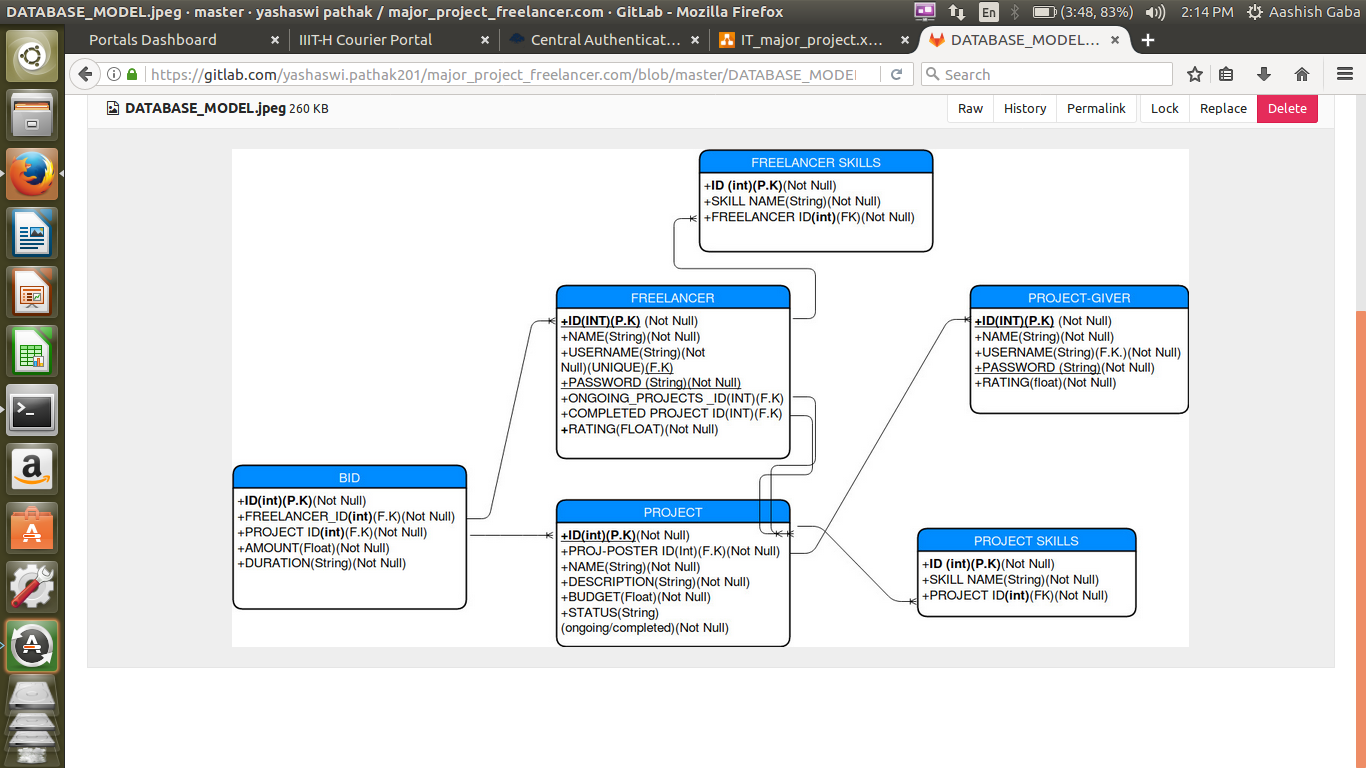 DATABASE_MODEL.jpeg · master · yashaswi pathak / major_project_freelancer.com · GitLab - Mozilla Firefox
En
(3:48, 83%)
2:14 PM
Aashish Gaba
Portals Dashboard
IIIT-H Courier Portal
Central Authenticat...
IT_major_project.x...
DATABASE_MODEL...
https://gitlab.com/yashaswi.pathak201/major_project_freelancer.com/blob/master/DATABASE_MODEL
Search
DATABASE_MODEL.jpeg 260 KB
Raw
History
Permalink
Lock
Replace
Delete
FREELANCER SKILLS
+ID (int)(P.K)(Not Null)
+SKILL NAME(String)(Not Null)
+FREELANCER ID(int)(FK)(Not Null)
FREELANCER
+ID(INT)(P.K) (Not Null)
+NAME(String)(Not Null)
+USERNAME(String)(Not
Null)(UNIQUE)(F.K)
+PASSWORD (String)(Not Null)
+ONGOING_PROJECTS _ID(INT)(F.K)
+COMPLETED PROJECT ID(INT)(F.K)
+RATING(FLOAT)(Not Null)
PROJECT-GIVER
+ID(INT)(P.K) (Not Null)
+NAME(String)(Not Null)
+USERNAME(String)(F.K.)(Not Null)
+PASSWORD (String)(Not Null)
+RATING(float)(Not Null)
BID
+ID(int)(P.K)(Not Null)
+FREELANCER_ID(int)(F.K)(Not Null)
+PROJECT ID(int)(F.K)(Not Null)
+AMOUNT(Float)(Not Null)
+DURATION(String)(Not Null)
PROJECT
+ID(int)(P.K)(Not Null)
+PROJ-POSTER ID(Int)(F.K)(Not Null)
+NAME(String)(Not Null)
+DESCRIPTION(String)(Not Null)
+BUDGET(Float)(Not Null)
+STATUS(String)
(ongoing/completed)(Not Null)
PROJECT SKILLS
+ID (int)(P.K)(Not Null)
+SKILL NAME(String)(Not Null)
+PROJECT ID(int)(FK)(Not Null)